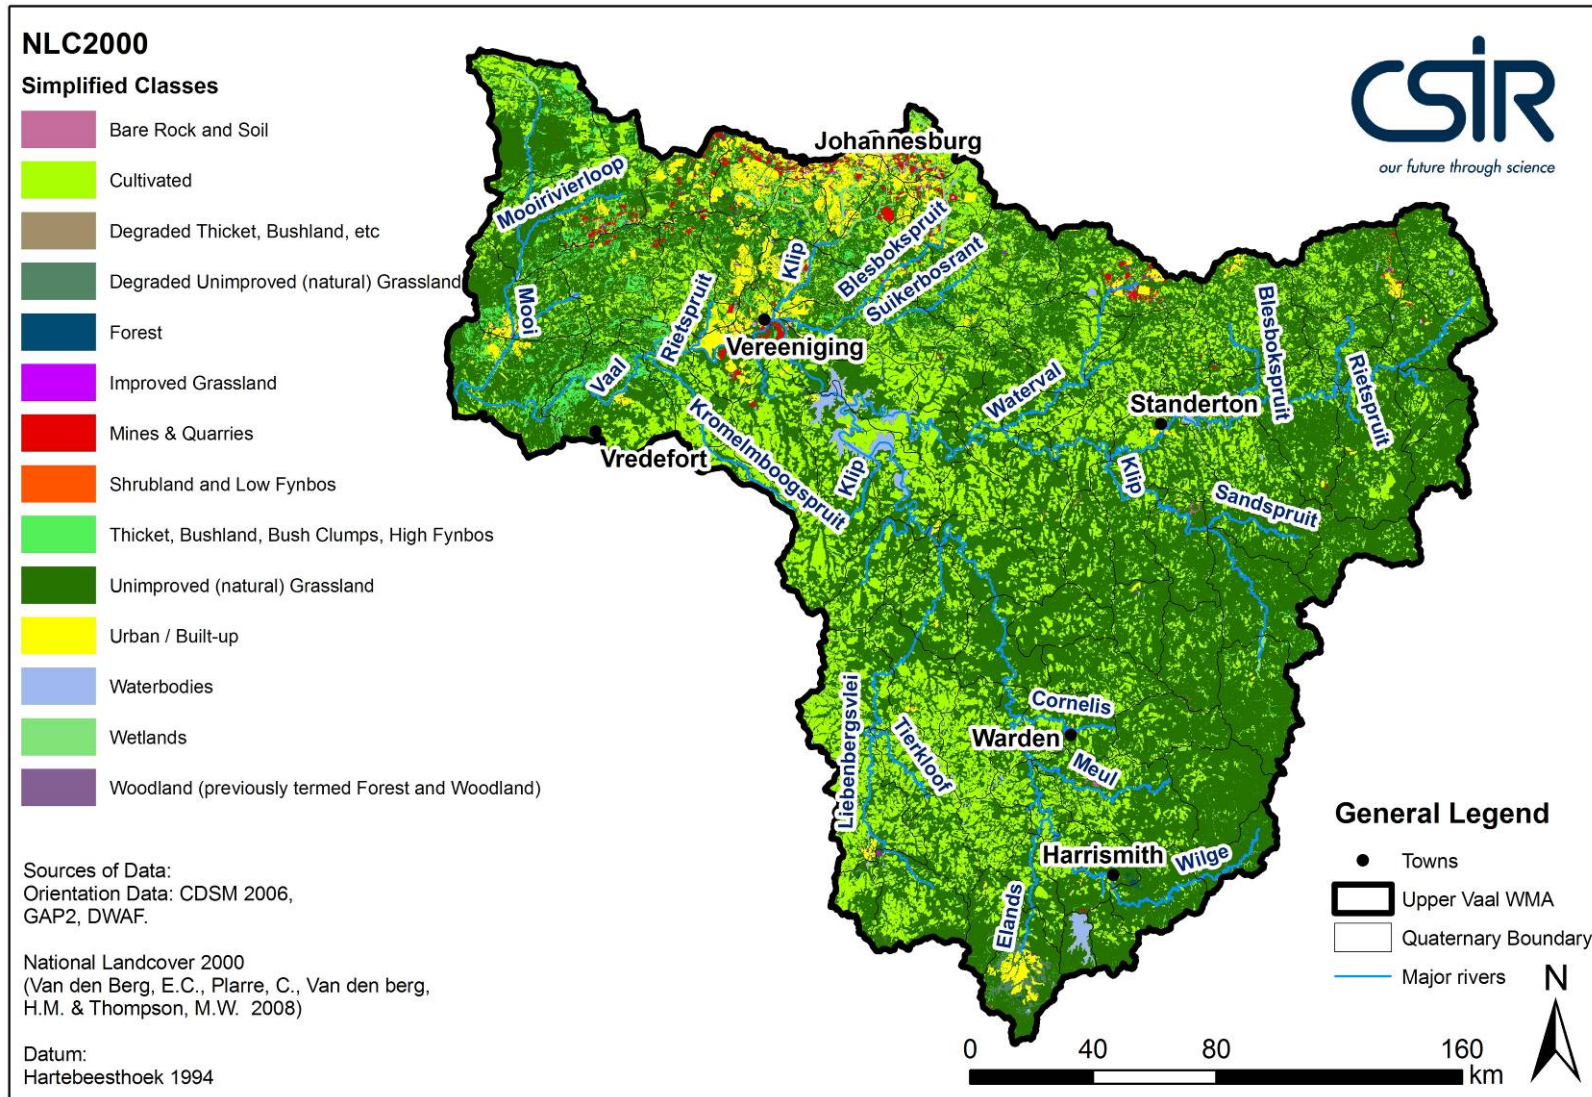 NLC2000
Simplified Classes
Bare Rock and Soil
Cultivated
Degraded Thicket, Bushland, etc
Degraded Unimproved (natural) Grassland
Forest
Improved Grassland
Mines & Quarries
Shrubland and Low Fynbos
Thicket, Bushland, Bush Clumps, High Fynbos
Unimproved (natural) Grassland
Urban / Built-up
Waterbodies
Wetlands
Woodland (previously termed Forest and Woodland)
Sources of Data:
Orientation Data: CDSM 2006,
GAP2, DWAF.
National Landcover 2000
(Van den Berg, E.C., Plarre, C., Van den berg,
H.M. & Thompson, M.W. 2008)
Datum:
Hartebeesthoek 1994
CSIR
our future through science
Johannesburg
Mooirivierloop
Klip
Blesbokspruit
Suikerbosrant
Mooi
Rietspruit
Vereeniging
Vaal
Waterval
Blesbokspruit
Rietspruit
Standerton
Vredefort
Kromelmboogspruit
Klip
Klip
Sandspruit
Liebenbergsvlei
Tierkloof
Cornelis
Warden
Meul
Harrismith
Wilge
Elands
General Legend
Towns
Upper Vaal WMA
Quaternary Boundary
Major rivers
N
0 40 80 160
km